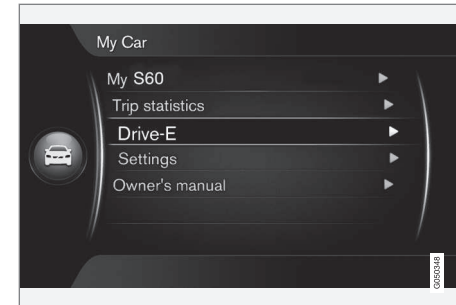 My Car
My S60
Trip statistics
Drive-E
Settings
Owner's manual
G050348